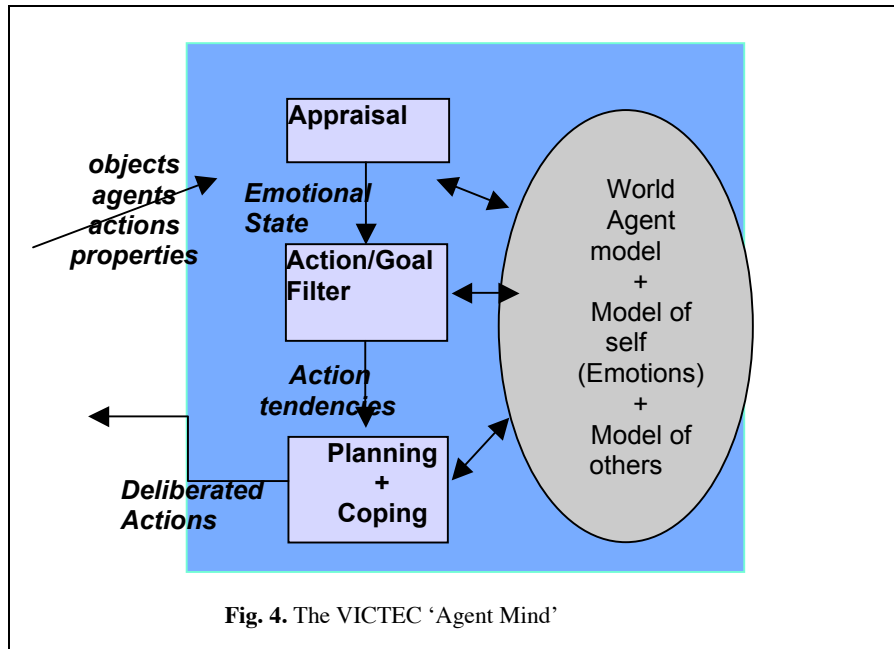 Appraisal
objects
agents
actions
properties
Emotional
State
Action/Goal
Filter
Action
tendencies
Planning
+
Coping
Deliberated
Actions
World
Agent
model
+
Model of
self
(Emotions)
+
Model of
others
Fig. 4. The VICTEC ‘Agent Mind’